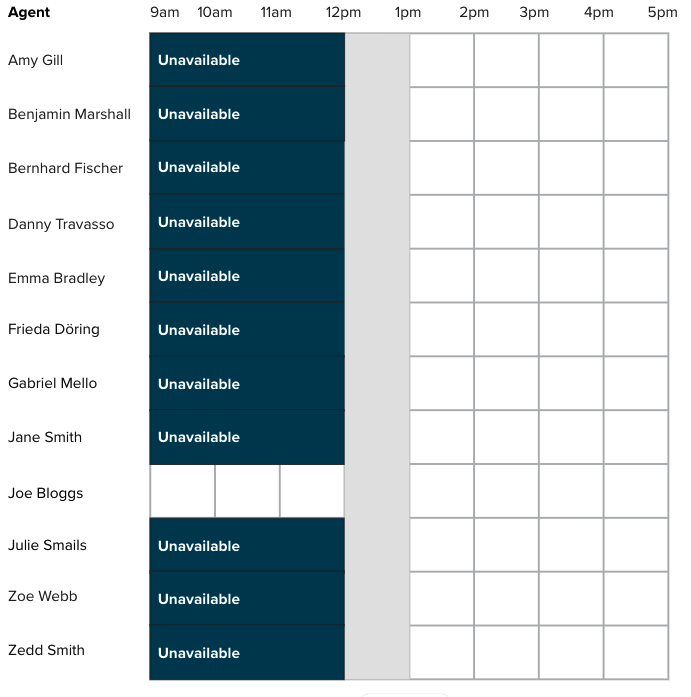 Agent 9am 10am 11am 12pm 1pm 2pm 3pm 4pm 5pm
Amy Gill Unavailable
Benjamin Marshall Unavailable
Bernhard Fischer Unavailable
Danny Travasso Unavailable
Emma Bradley Unavailable
Frieda Döring Unavailable
Gabriel Mello Unavailable
Jane Smith Unavailable
Joe Bloggs
Julie Smails Unavailable
Zoe Webb Unavailable
Zedd Smith Unavailable